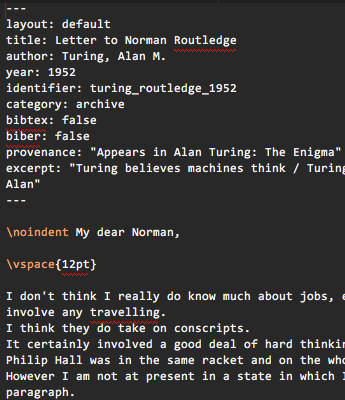 ---
layout: default
title: Letter to Norman Routledge
author: Turing, Alan M.
year: 1952
identifier: turing_routledge_1952
category: archive
bibtex: false
biber: false
provenance: "Appears in Alan Turing: The Enigma"
excerpt: "Turing believes machines think / Turing
Alan"
---
\noindent My dear Norman,
\vspace{12pt}
I don't think I really do know much about jobs,
involve any travelling.
I think they do take on conscripts.
It certainly involved a good deal of hard
Philip Hall was in the same racket and on the
However I am not at present in a state in which I
paragraph.